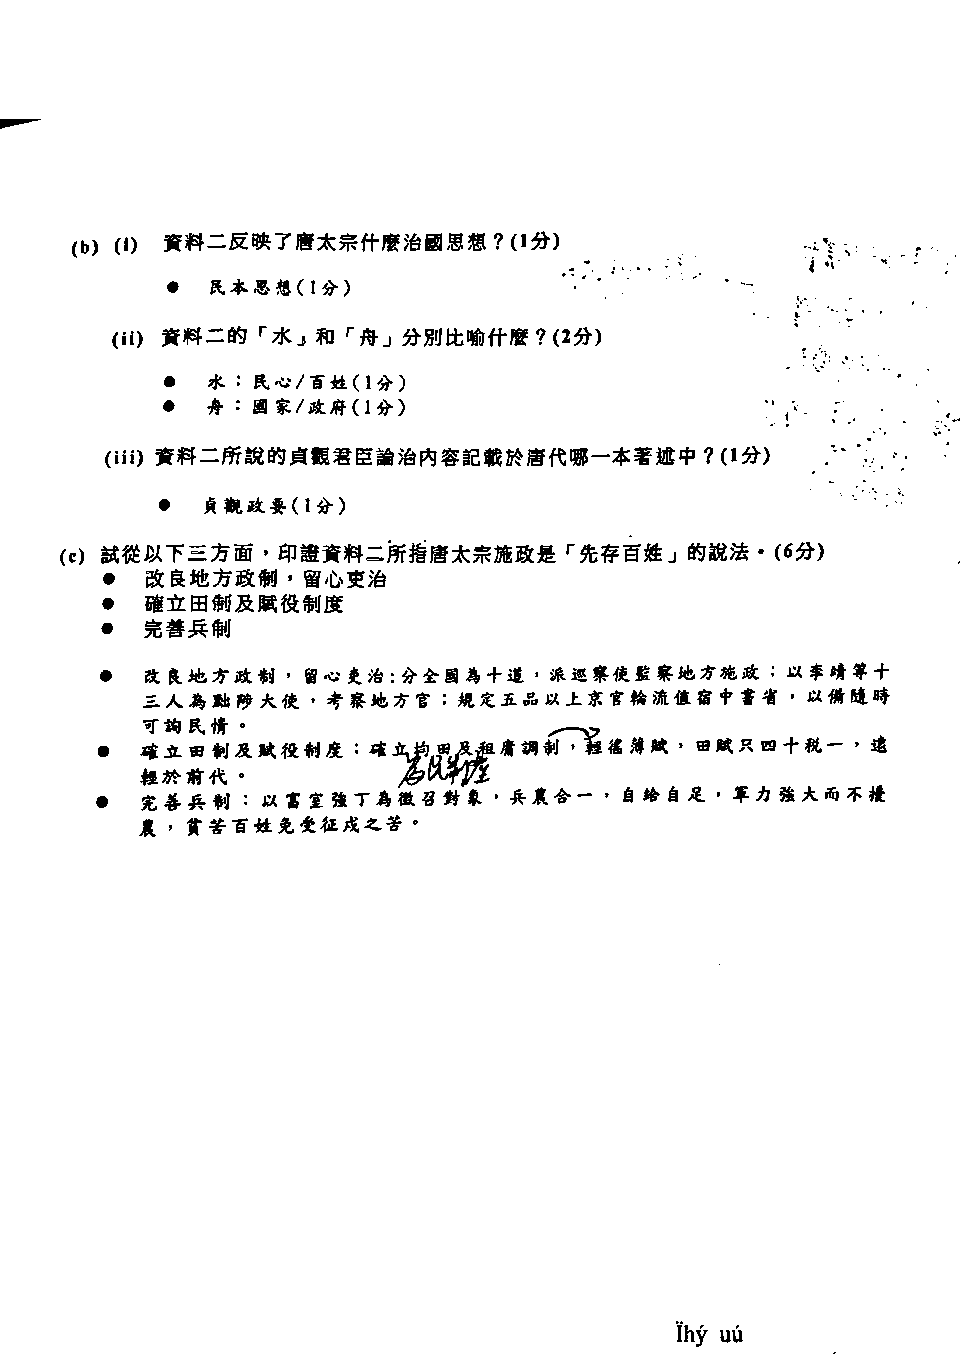 (b) (i) 資料二反映了唐太宗什麼治國思想？(1分)
● 民本思想(1分)
(ii) 資料二的「水」和「舟」分別比喻什麼？(2分)
● 水：民心/百姓(1分)
● 舟：國家/政府(1分)
(iii) 資料二所說的貞觀君臣論治內容記載於唐代哪一本著述中？(1分)
● 貞觀政要(1分)
(c) 試從以下三方面，印證資料二所指唐太宗施政是「先存百姓」的說法。(6分)
● 改良地方政制，留心吏治
● 確立田制及賦役制度
● 完善兵制
● 改良地方政制，留心吏治:分全國為十道，派巡察使監察地方施政；以李靖等十
三人為黜陟大使，考察地方官；規定五品以上京官輪流值宿中書省，以備隨時
可詢民情。
● 確立田制及賦役制度：確立均田及租庸調制，輕徭薄賦，田賦只四十稅一，遠
輕於前代。
● 完善兵制：以富室強丁為徵召對象，兵農合一，自給自足，軍力強大而不擾
農，貧苦百姓免受征戍之苦。
Ïhý uú